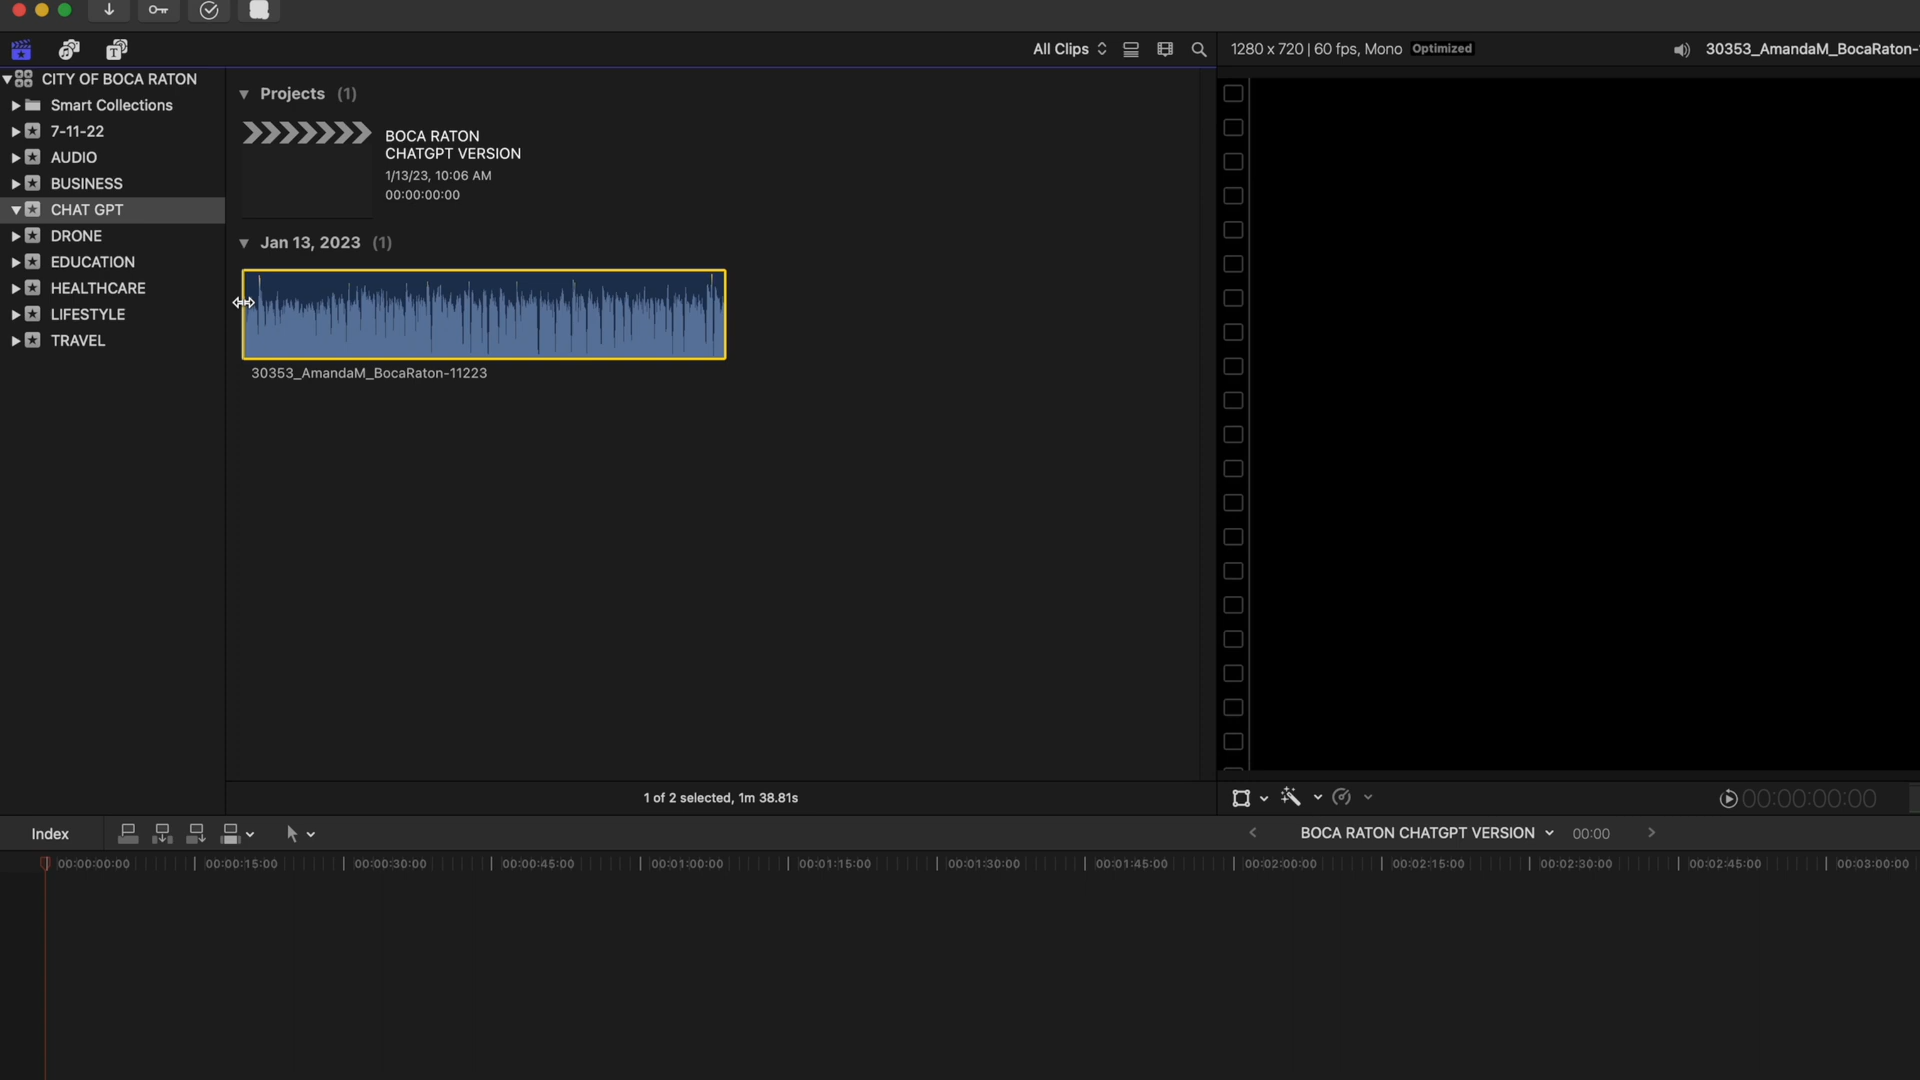 All Clips
1280 x 720 | 60 fps, Mono Optimized
30353_AmandaM_BocaRaton-
CITY OF BOCA RATON
Smart Collections
7-11-22
AUDIO
BUSINESS
CHAT GPT
DRONE
EDUCATION
HEALTHCARE
LIFESTYLE
TRAVEL
Projects (1)
BOCA RATON
CHATGPT VERSION
1/13/23, 10:06 AM
00:00:00:00
Jan 13, 2023 (1)
30353_AmandaM_BocaRaton-11223
1 of 2 selected, 1m 38.81s
00:00:00:00
Index
BOCA RATON CHATGPT VERSION 00:00
00:00:00:00 00:00:15:00 00:00:30:00 00:00:45:00 00:01:00:00 00:01:15:00 00:01:30:00 00:01:45:00 00:02:00:00 00:02:15:00 00:02:30:00 00:02:45:00 00:03:00:00